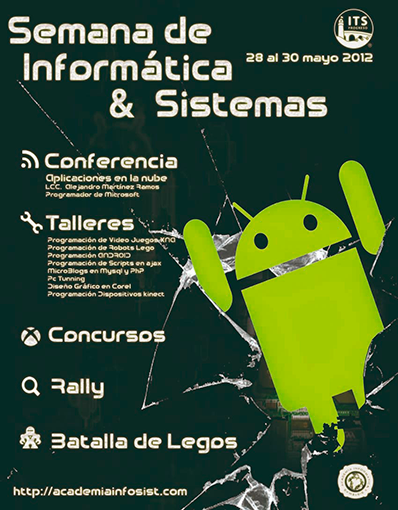 Semana de
Informática
& Sistemas
ITS
PROGRESO
28 al 30 mayo 2012
Conferencia
Aplicaciones en la nube
L.C.C. Alejandro Martínez Ramos
Programador de Mitrosoft
Talleres
Programación de Video Juegos XNO
Programación de Robots Lego
Programación ANDROID
Programación de Scripts en ajax
MicroBlogs en Mysql y PhP
Pc Tunning
Diseño Gráfico en Corel
Programación Dispositivos kinect
Concursos
Rally
Batalla de Legos
http://academiainfosist.com